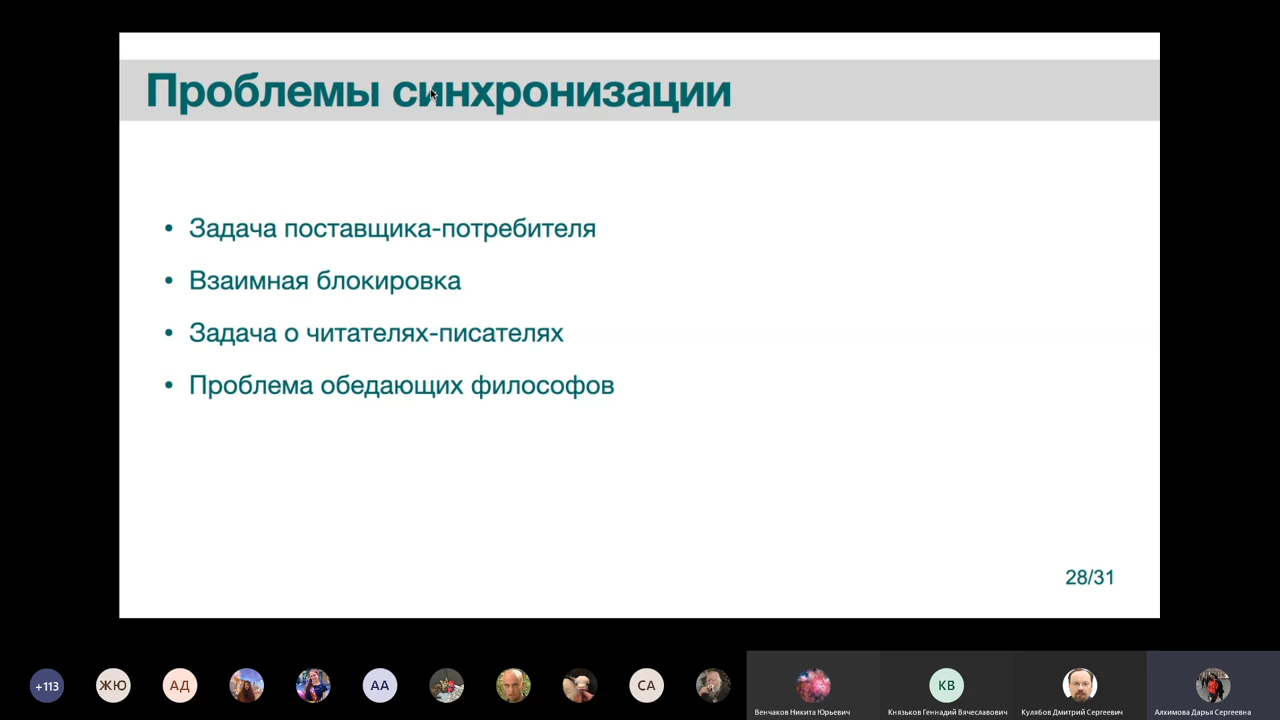 Проблемы синхронизации
• Задача поставщика-потребителя
• Взаимная блокировка
• Задача о читателях-писателях
• Проблема обедающих философов
28/31
+113
ЖЮ
АД
АА
СА
КВ
Венчаков Никита Юрьевич
Князьков Геннадий Вячеславович
Кулябов Дмитрий Сергеевич
Алхимова Дарья Сергеевна